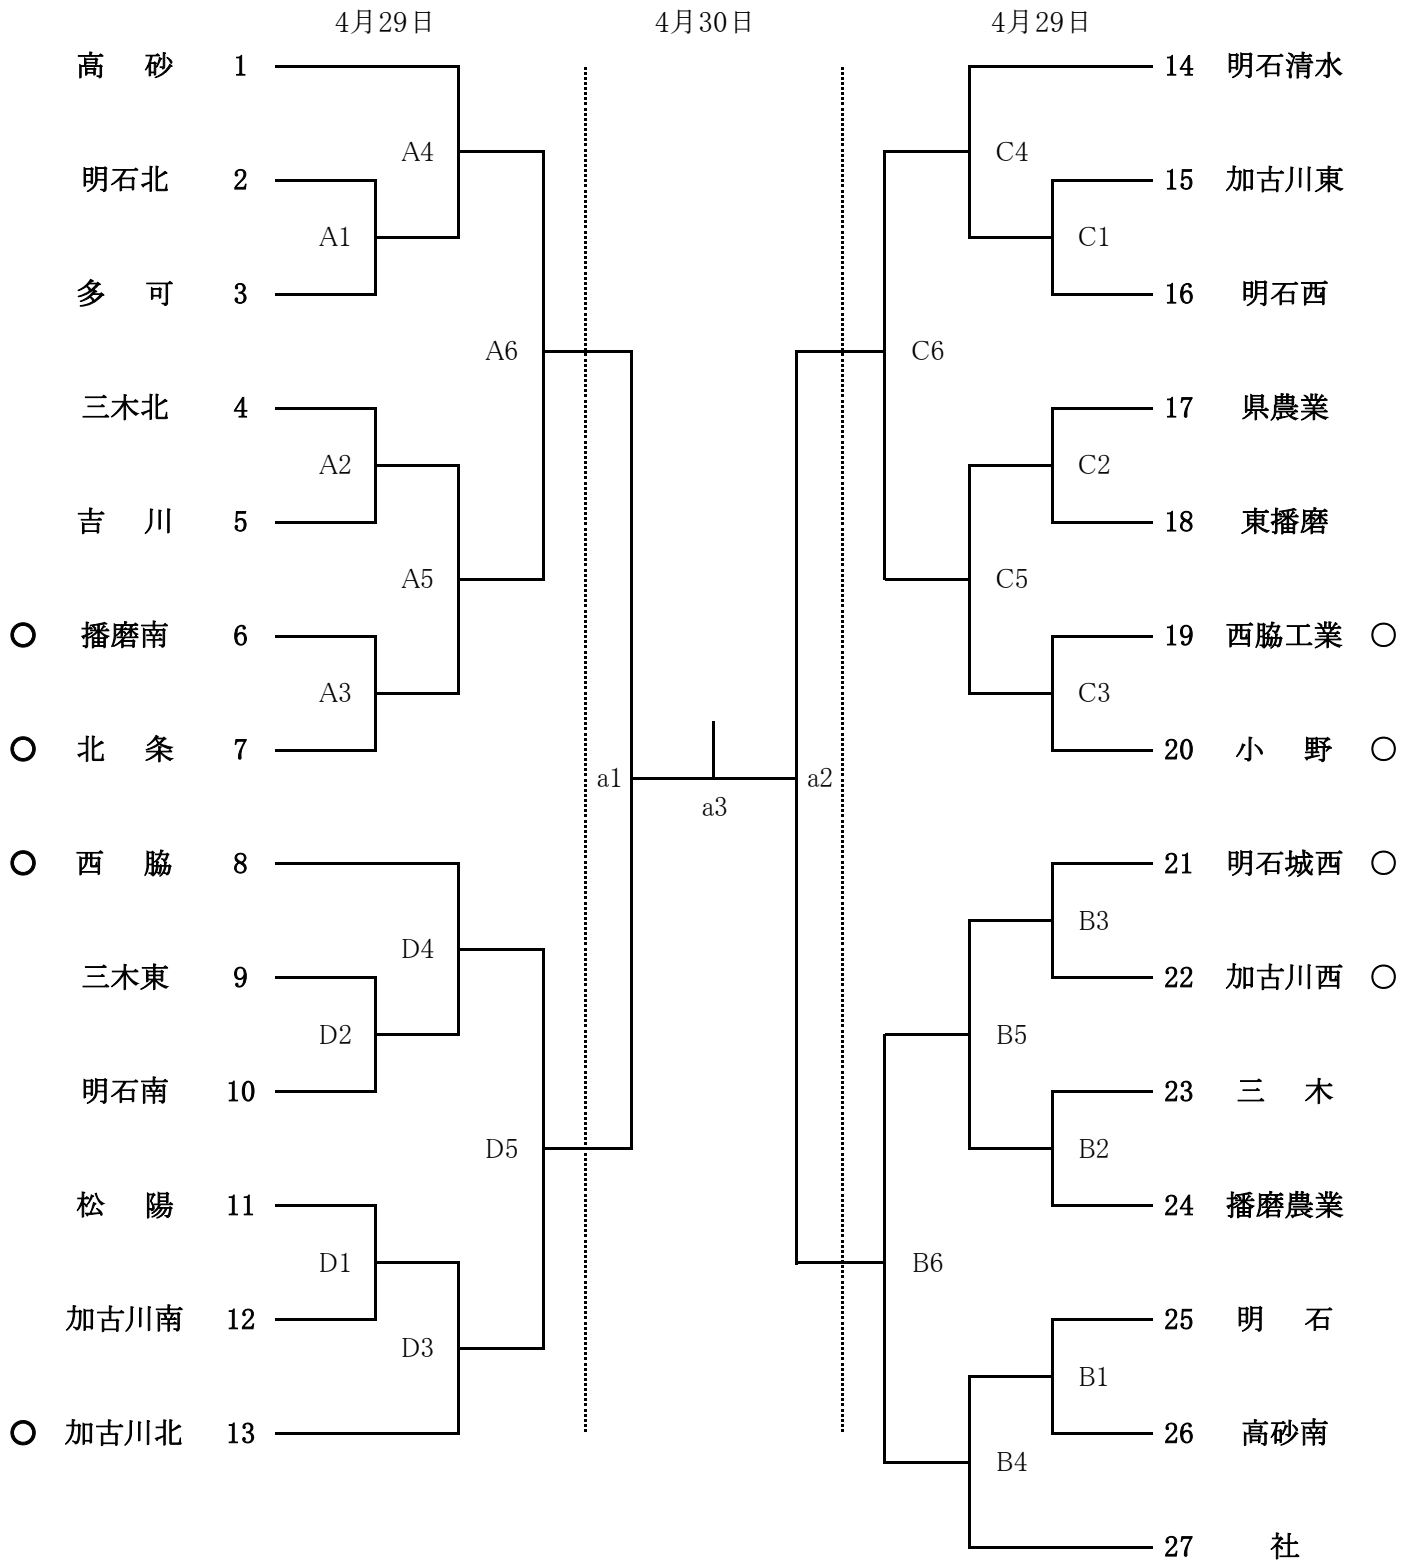 4月29日 4月30日 4月29日
高 砂 1 14 明石清水
A4 C4
明石北 2 15 加古川東
A1 C1
多 可 3 16 明石西
A6 C6
三木北 4 17 県農業
A2 C2
吉 川 5 18 東播磨
A5 C5
○ 播磨南 6 19 西脇工業 ○
A3 C3
○ 北 条 7 20 小 野 ○
a1 a2
a3
○ 西 脇 8 21 明石城西 ○
B3
D4
三木東 9 22 加古川西 ○
D2 B5
明石南 10 23 三 木
D5 B2
松 陽 11 24 播磨農業
D1 B6
加古川南 12 25 明 石
D3
B1
○ 加古川北 13 26 高砂南
B4
27 社